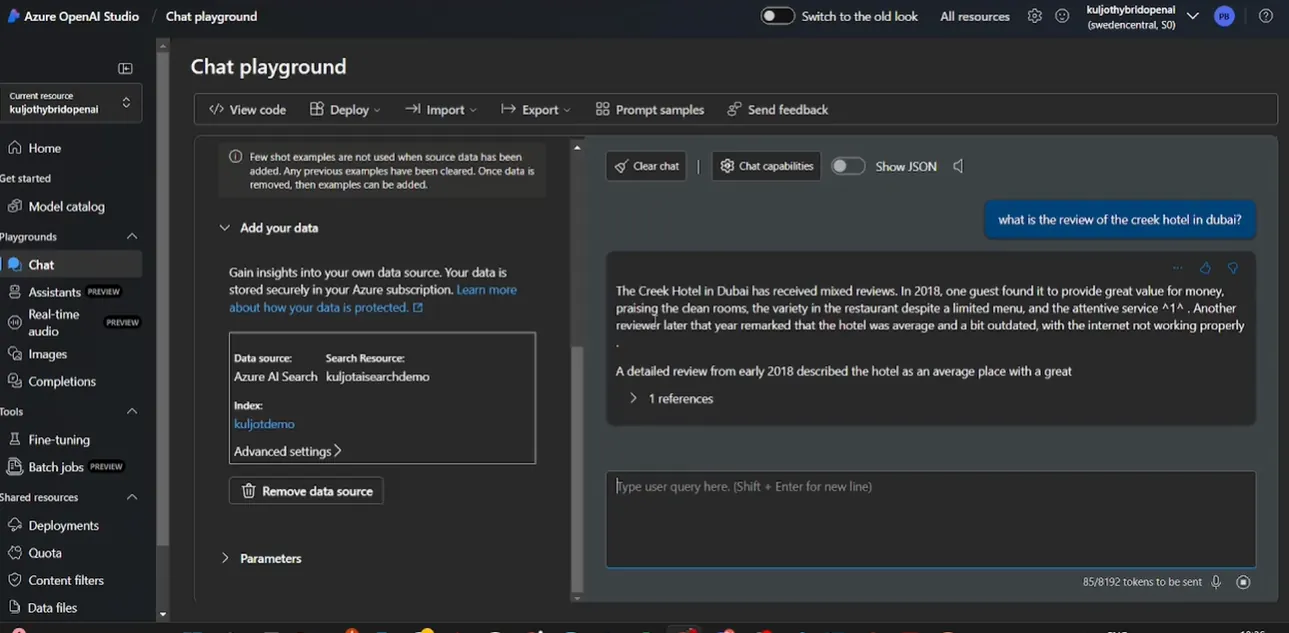 Azure OpenAI Studio / Chat playground
Switch to the old look
All resources
kuljothybridopenai
(swedencentral, S0)
PB
Current resource
kuljothybridopenai
Home
Get started
Model catalog
Playgrounds
Chat
Assistants PREVIEW
Real-time audio PREVIEW
Images
Completions
Tools
Fine-tuning
Batch jobs PREVIEW
Shared resources
Deployments
Quota
Content filters
Data files
Chat playground
View code
Deploy
Import
Export
Prompt samples
Send feedback
Few shot examples are not used when source data has been
added. Any previous examples have been cleared. Once data is
removed, then examples can be added.
Add your data
Gain insights into your own data source. Your data is
stored securely in your Azure subscription. Learn more
about how your data is protected.
Data source: Search Resource:
Azure AI Search kuljotaisearchdemo
Index:
kuljotdemo
Advanced settings
Remove data source
Parameters
Clear chat
Chat capabilities
Show JSON
what is the review of the creek hotel in dubai?
The Creek Hotel in Dubai has received mixed reviews. In 2018, one guest found it to provide great value for money,
praising the clean rooms, the variety in the restaurant despite a limited menu, and the attentive service ^1^ . Another
reviewer later that year remarked that the hotel was average and a bit outdated, with the internet not working properly
.
A detailed review from early 2018 described the hotel as an average place with a great
1 references
Type user query here. (Shift + Enter for new line)
85/8192 tokens to be sent